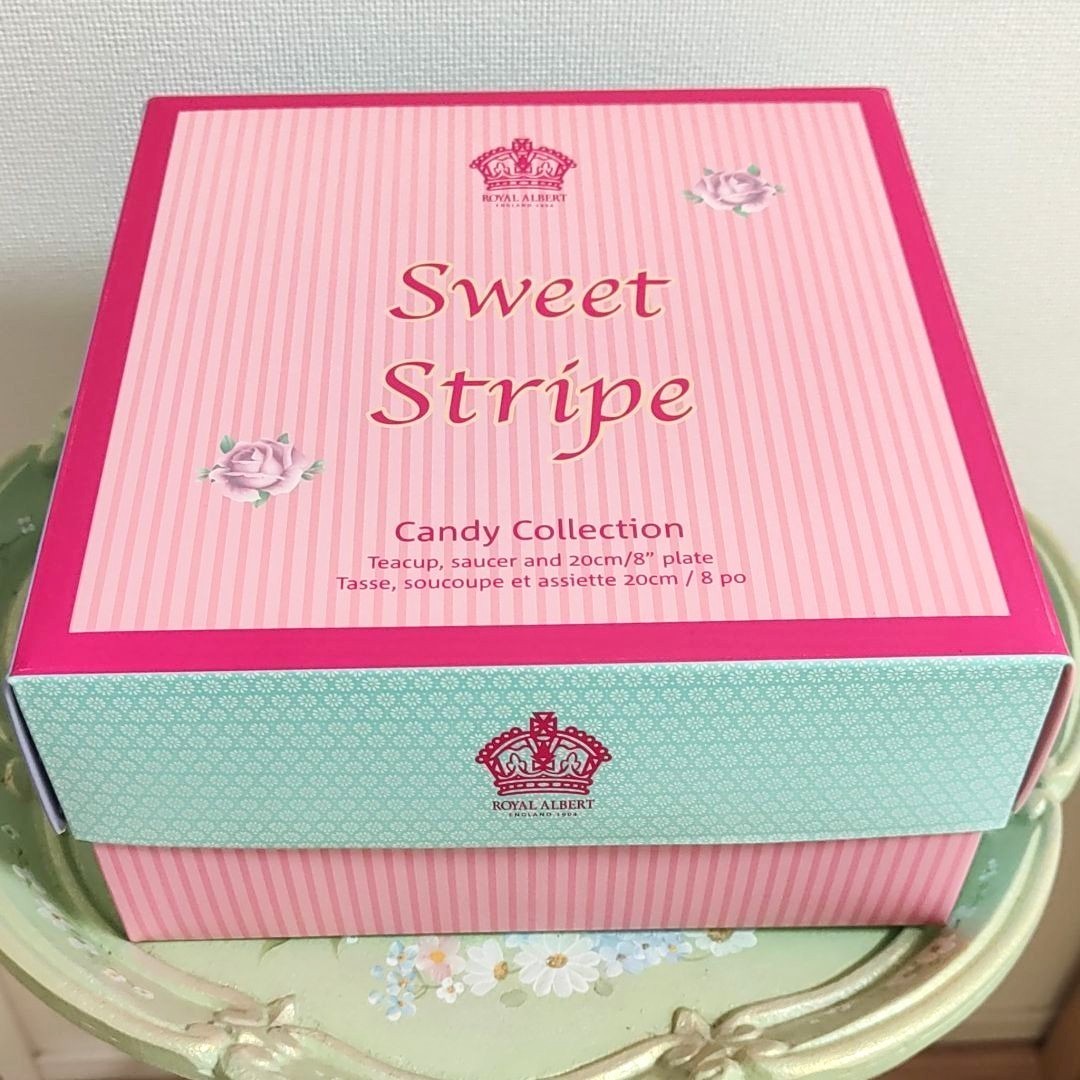 ROYAL ALBERT
ENGLAND 1904
Sweet
Stripe
Candy Collection
Teacup, saucer and 20cm/8” plate
Tasse, soucoupe et assiette 20cm / 8 po
ROYAL ALBERT
ENGLAND 1904